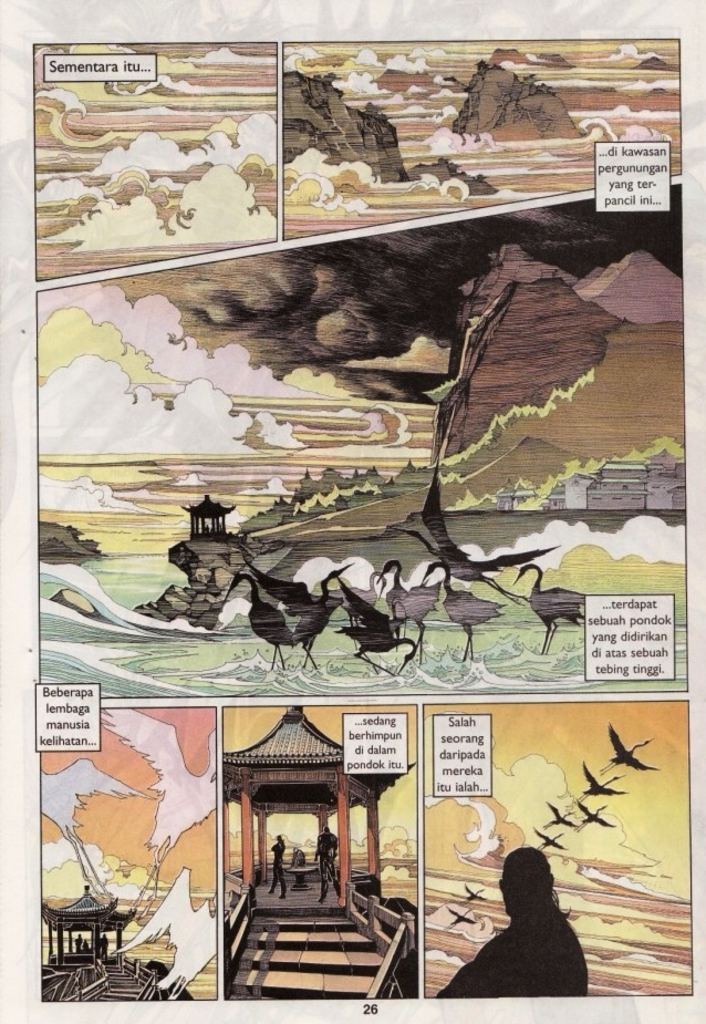 Sementara itu...
...di kawasan
pergunungan
yang ter-
pancil ini...
...terdapat
sebuah pondok
yang didirikan
di atas sebuah
tebing tinggi.
Beberapa
lembaga
manusia
kelihatan...
...sedang
berhimpun
di dalam
pondok itu.
Salah
seorang
daripada
mereka
itu ialah...
26